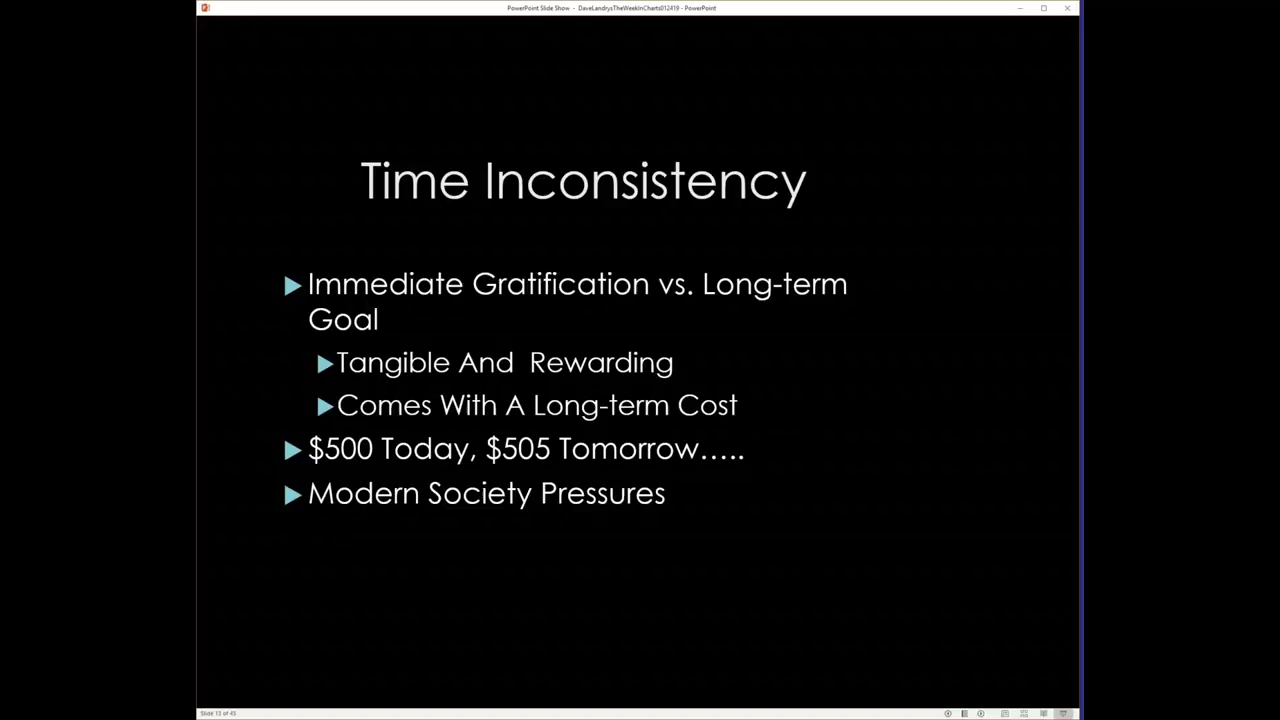 PowerPoint Slide Show - DaveLandrysTheWeekInCharts012419 - PowerPoint
Time Inconsistency
Immediate Gratification vs. Long-term
Goal
Tangible And Rewarding
Comes With A Long-term Cost
$500 Today, $505 Tomorrow…..
Modern Society Pressures
Slide 13 of 45